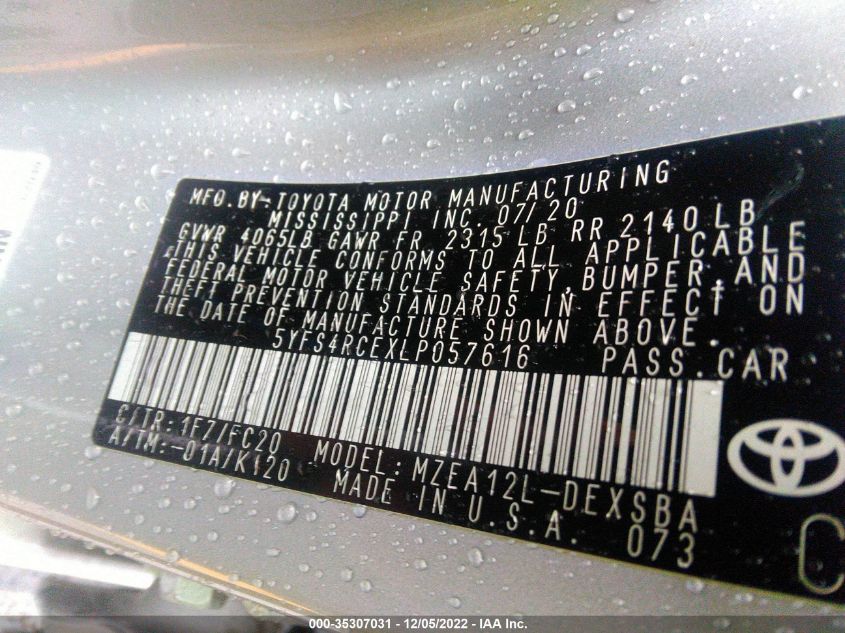 MFD.BY-TOYOTA MOTOR MANUFACTURING
MISSISSIPPI INC. 07/20
GVWR 4065LB GAWR FR 2315LB RR 2140LB
THIS VEHICLE CONFORMS TO ALL APPLICABLE
FEDERAL MOTOR VEHICLE SAFETY, BUMPER, AND
THEFT PREVENTION STANDARDS IN EFFECT ON
THE DATE OF MANUFACTURE SHOWN ABOVE.
5YFS4RCEXLP057616 PASS.CAR
C/TR: 1F7/FC20 MODEL: MZEA12L-DEXSBA
A/TM:-01A/K120 MADE IN U.S.A. 073
C
000-35307031 - 12/05/2022 - IAA Inc.